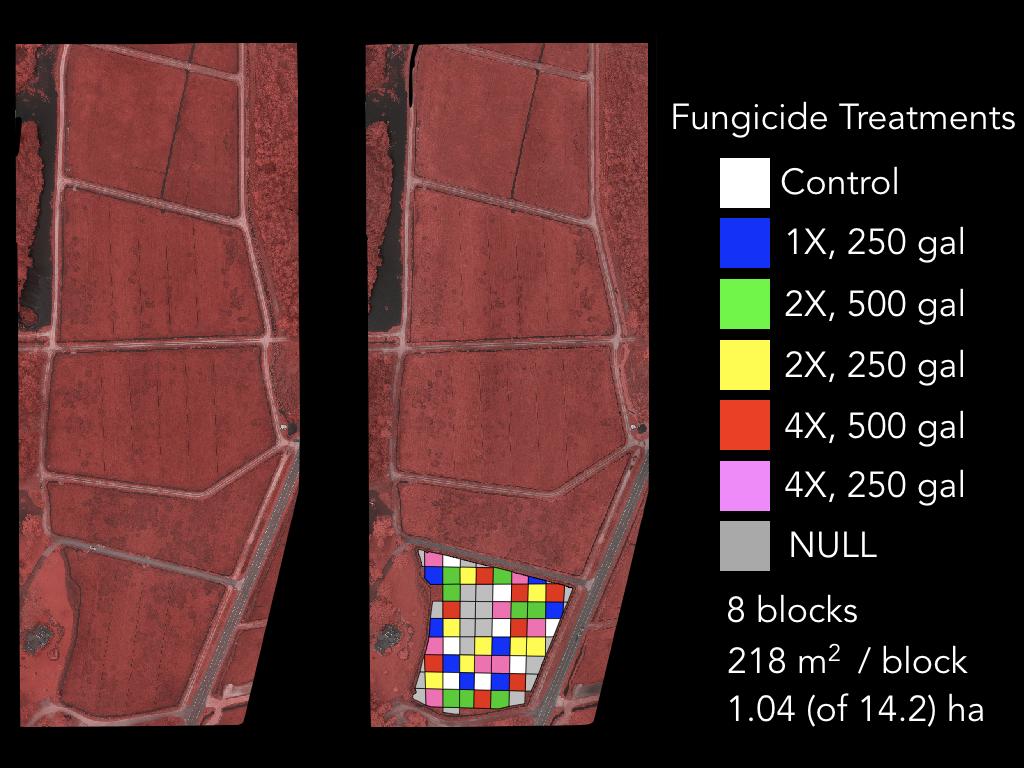 Fungicide Treatments
Control
1X, 250 gal
2X, 500 gal
2X, 250 gal
4X, 500 gal
4X, 250 gal
NULL
8 blocks
218 m² / block
1.04 (of 14.2) ha